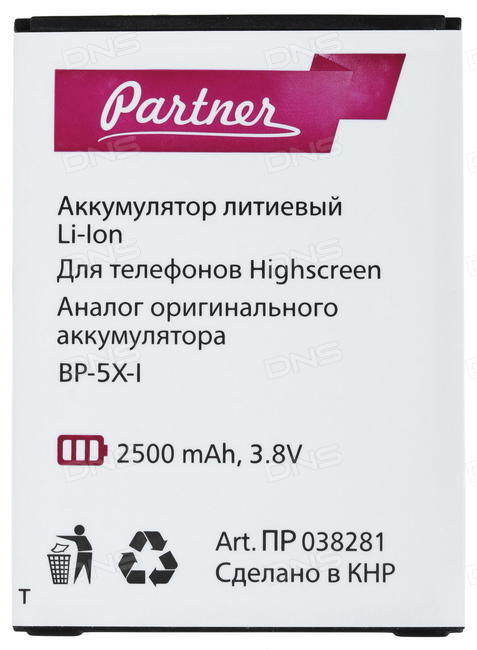 Partner
Аккумулятор литиевый
Li-Ion
Для телефонов Highscreen
Аналог оригинального
аккумулятора
BP-5X-I
2500 mAh, 3.8V
Art. ПР 038281
Сделано в КНР
T
DNS